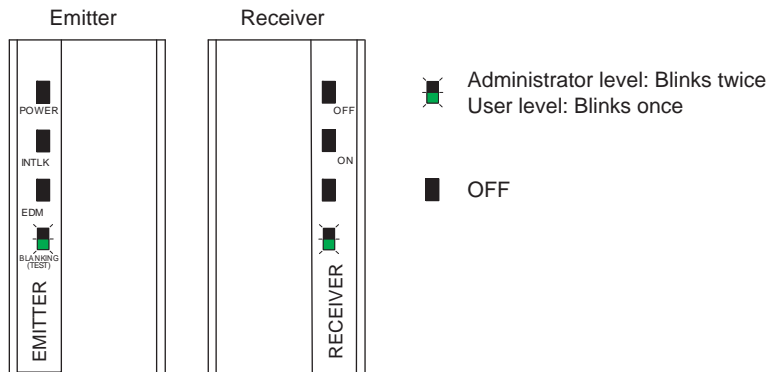 Emitter
Receiver
POWER
INTLK
EDM
BLANKING
(TEST)
EMITTER
OFF
ON
RECEIVER
Administrator level: Blinks twice
User level: Blinks once
OFF